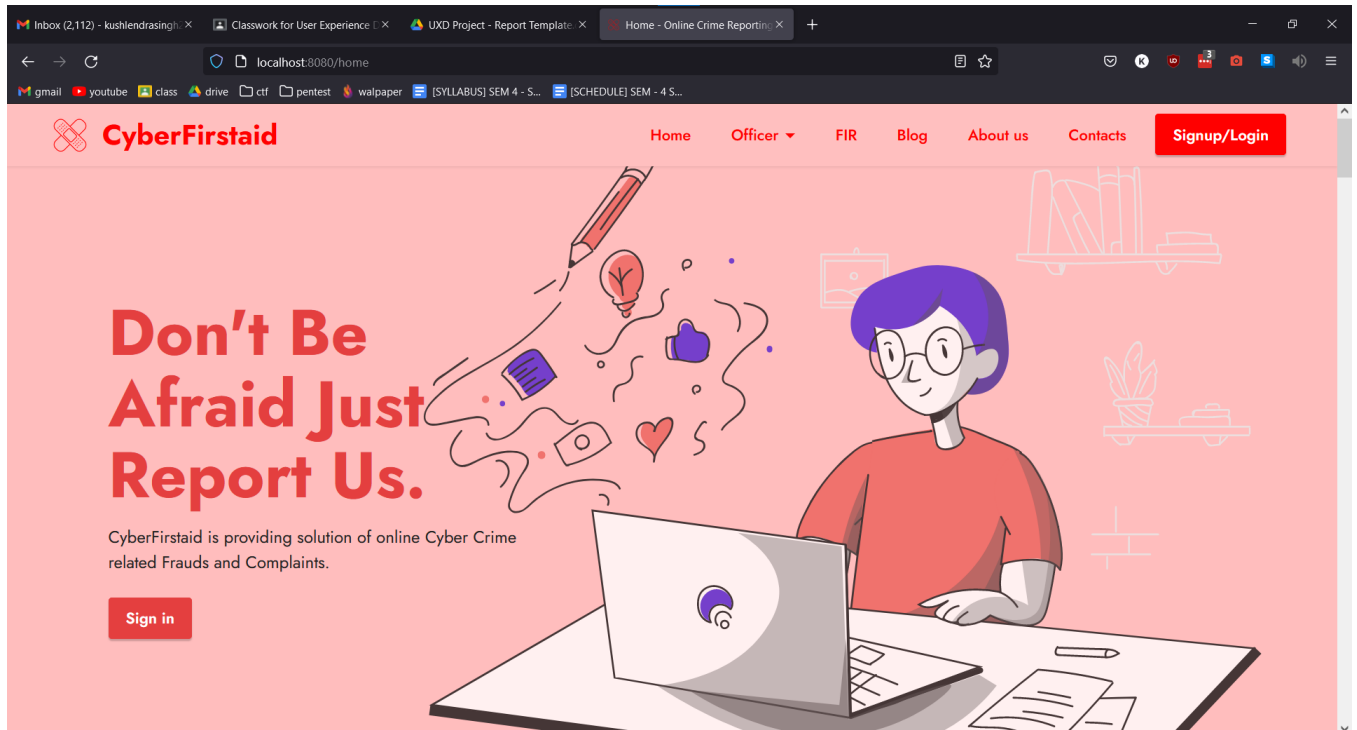 Inbox (2,112) - kushlendrasingh
Classwork for User Experience D
UXD Project - Report Template.
Home - Online Crime Reporting
localhost:8080/home
3
gmail youtube class drive ctf pentest walpaper [SYLLABUS] SEM 4 - S... [SCHEDULE] SEM - 4 S...
CyberFirstaid
Home Officer FIR Blog About us Contacts Signup/Login
Don't Be
Afraid Just
Report Us.
CyberFirstaid is providing solution of online Cyber Crime
related Frauds and Complaints.
Sign in